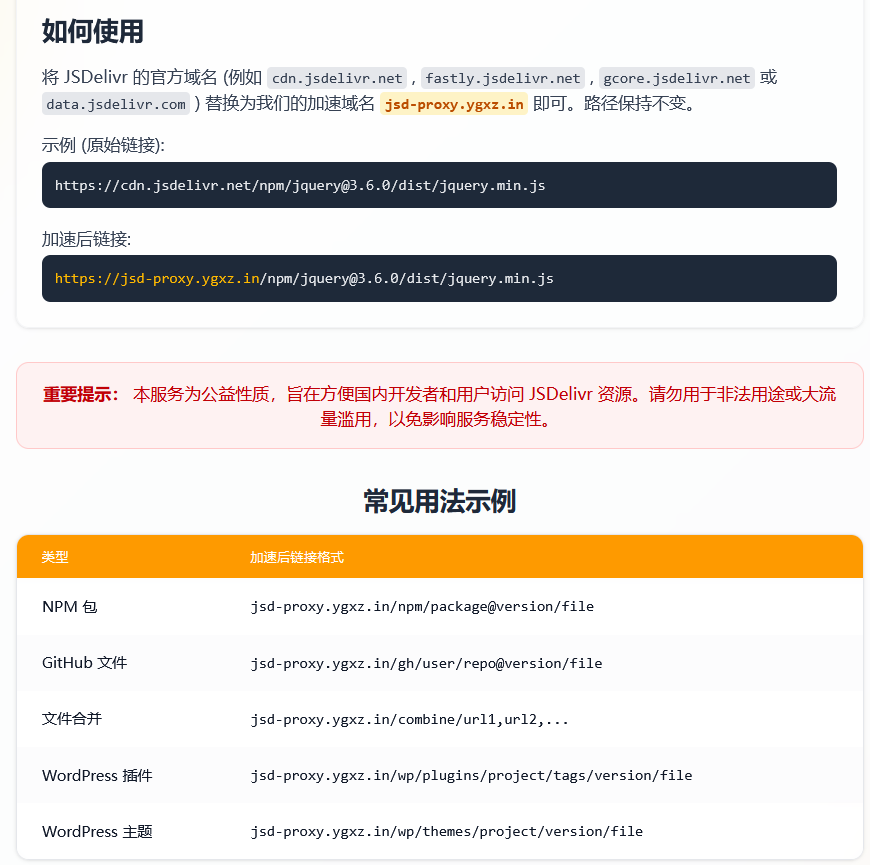 如何使用
将 JSDelivr 的官方域名 (例如 cdn.jsdelivr.net , fastly.jsdelivr.net , gcore.jsdelivr.net 或
data.jsdelivr.com ) 替换为我们的加速域名 jsd-proxy.ygxz.in 即可。路径保持不变。
示例 (原始链接):
https://cdn.jsdelivr.net/npm/jquery@3.6.0/dist/jquery.min.js
加速后链接:
https://jsd-proxy.ygxz.in/npm/jquery@3.6.0/dist/jquery.min.js
重要提示： 本服务为公益性质，旨在方便国内开发者和用户访问 JSDelivr 资源。请勿用于非法用途或大流
量滥用，以免影响服务稳定性。
常见用法示例
类型 加速后链接格式
NPM 包 jsd-proxy.ygxz.in/npm/package@version/file
GitHub 文件 jsd-proxy.ygxz.in/gh/user/repo@version/file
文件合并 jsd-proxy.ygxz.in/combine/url1,url2,...
WordPress 插件 jsd-proxy.ygxz.in/wp/plugins/project/tags/version/file
WordPress 主题 jsd-proxy.ygxz.in/wp/themes/project/version/file